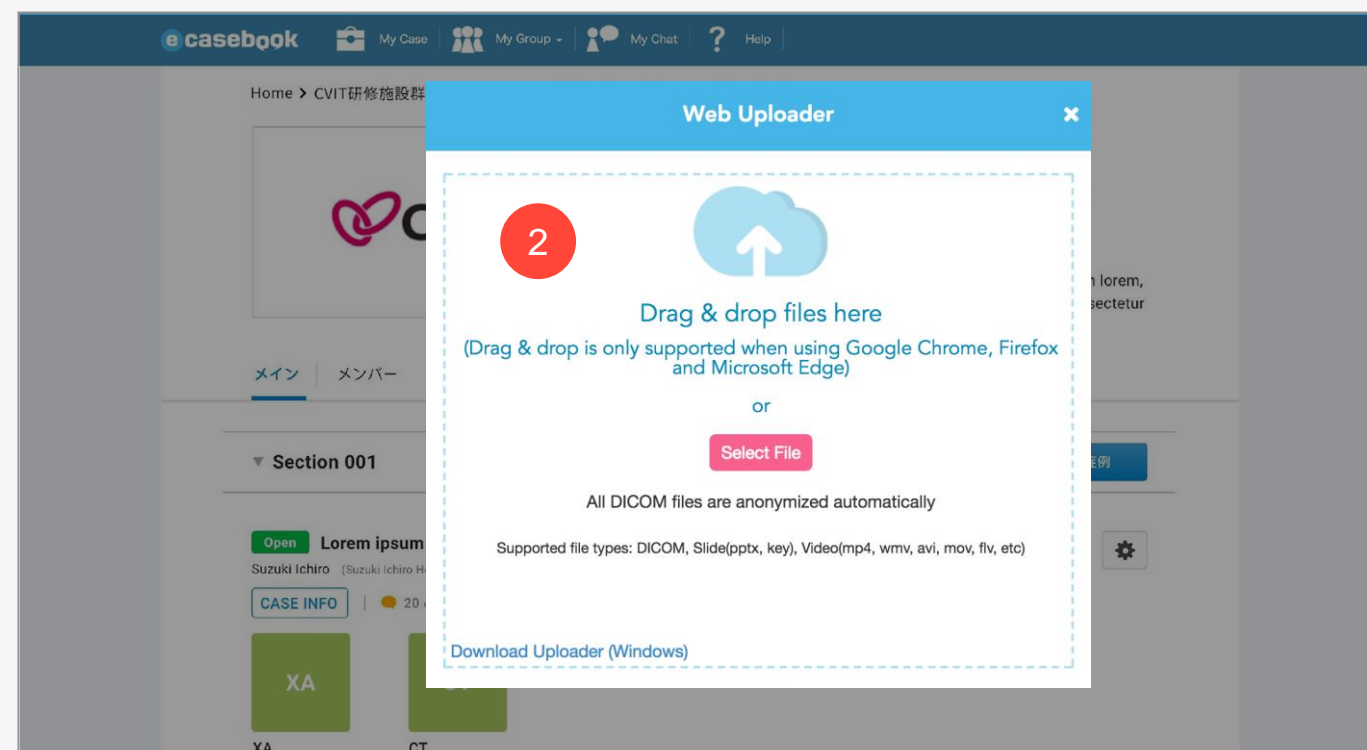 ecasebook My Case My Group My Chat ? Help
Home > CVIT研修施設群
Web Uploader
2
lorem,
Drag & drop files here
(Drag & drop is only supported when using Google Chrome, Firefox
and Microsoft Edge)
メイン メンバー
or
Section 001
Select File
All DICOM files are anonymized automatically
Open Lorem ipsum
Supported file types: DICOM, Slide(pptx, key), Video(mp4, wmv, avi, mov, flv, etc)
Suzuki Ichiro (Suzuki Ichiro
CASE INFO 20
Download Uploader (Windows)
XA
XA CT